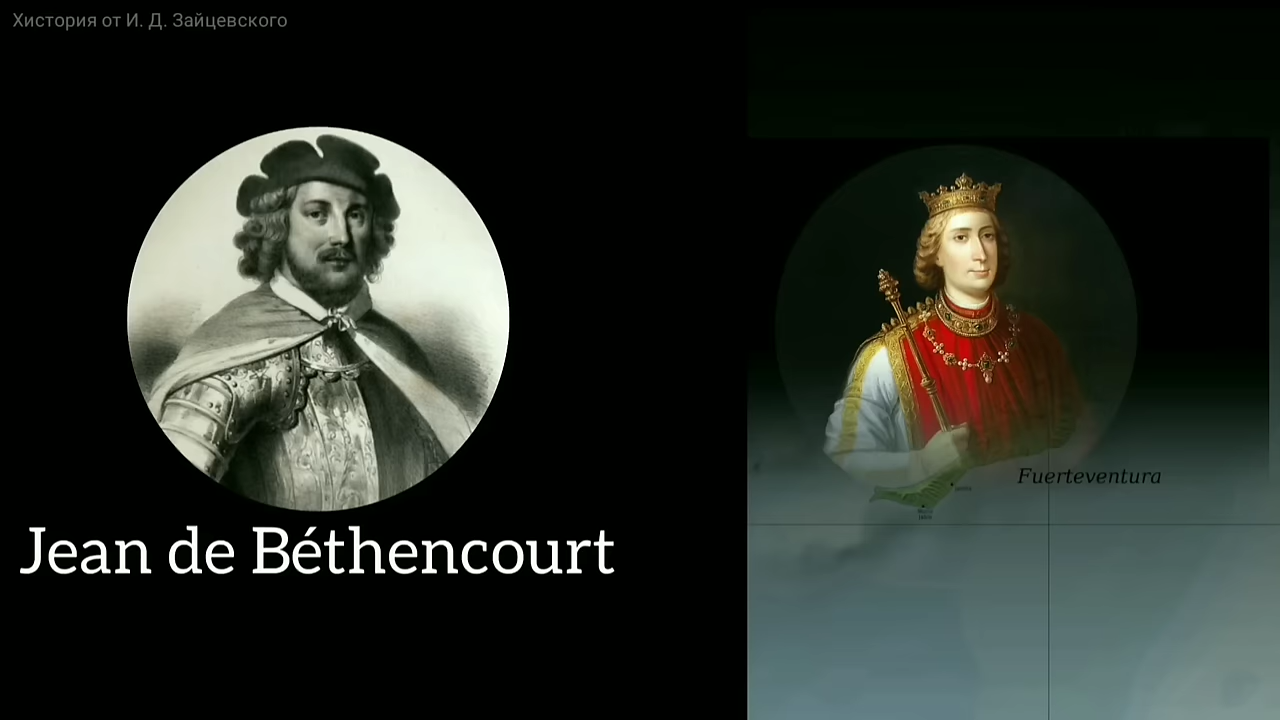 Хистория от И. Д. Зайцевского
Fuerteventura
Jean de Béthencourt